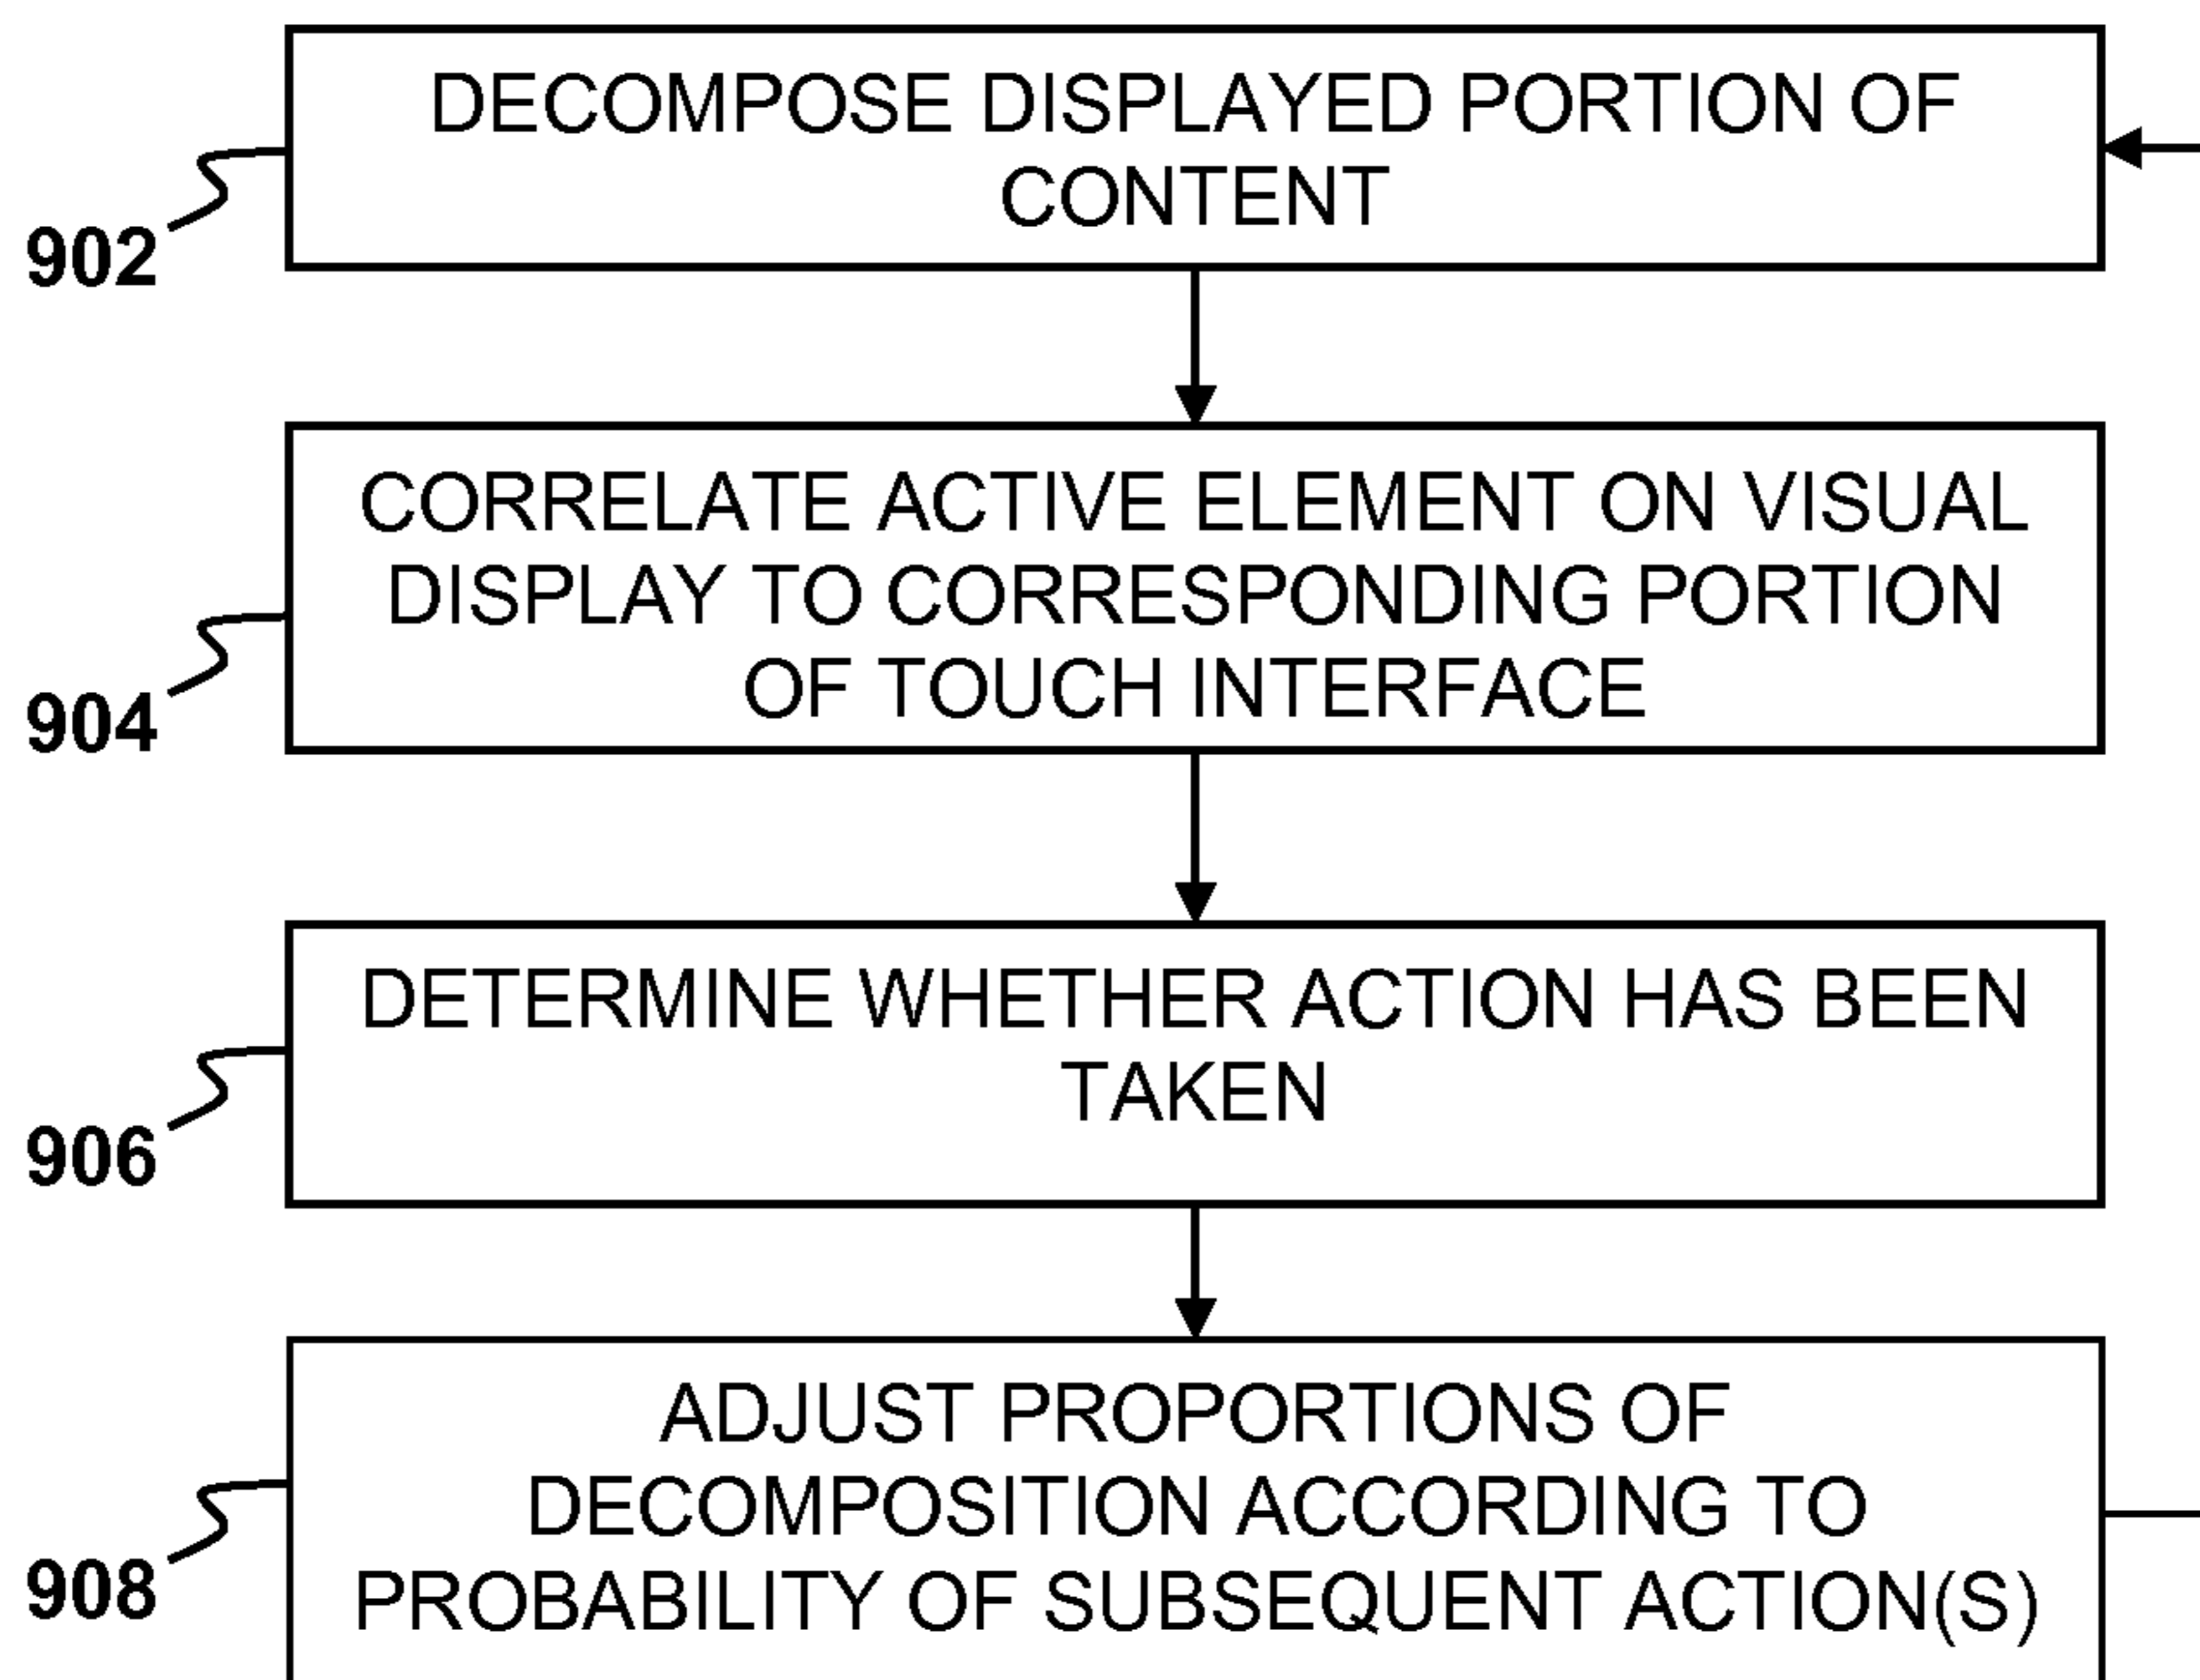 DECOMPOSE DISPLAYED PORTION OF
CONTENT
902
CORRELATE ACTIVE ELEMENT ON VISUAL
DISPLAY TO CORRESPONDING PORTION
OF TOUCH INTERFACE
904
DETERMINE WHETHER ACTION HAS BEEN
TAKEN
906
ADJUST PROPORTIONS OF
DECOMPOSITION ACCORDING TO
PROBABILITY OF SUBSEQUENT ACTION(S)
908